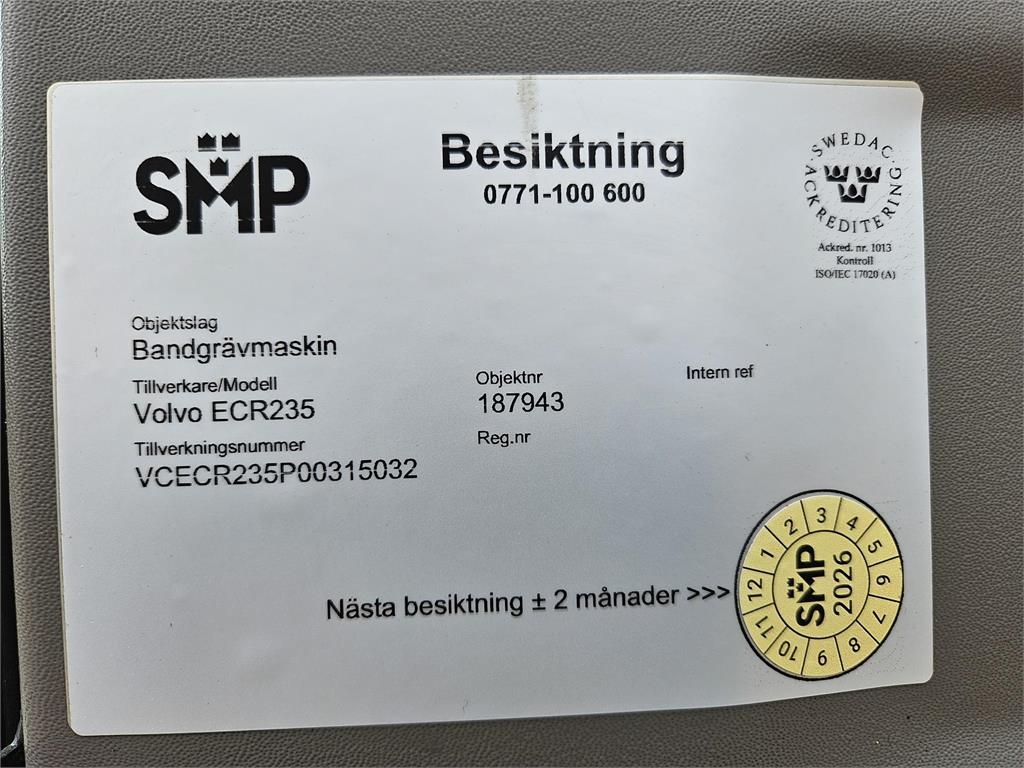 SMP
Besiktning
0771-100 600
SWEDAC
ACKREDITERING
Ackred. nr. 1013
Kontroll
ISO/IEC 17020 (A)
Objektslag
Bandgrävmaskin
Tillverkare/Modell
Volvo ECR235
Tillverkningsnummer
VCECR235P00315032
Objektnr
187943
Reg.nr
Intern ref
Nästa besiktning ± 2 månader >>>
1 2 3 4 5 6 7 8 9 10 11 12
SMP
2026